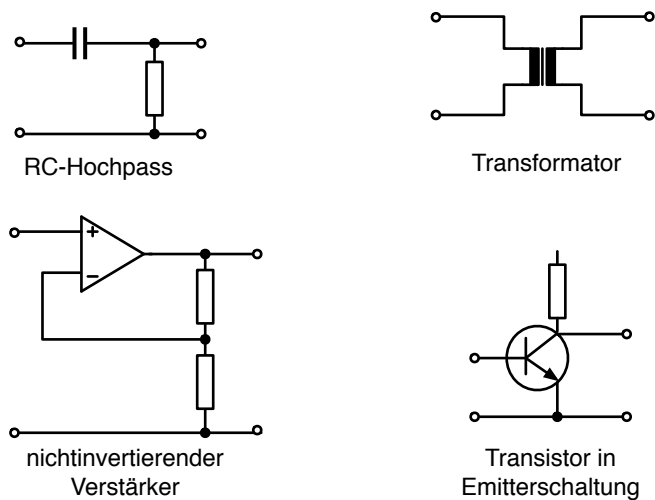 RC-Hochpass
Transformator
+
−
nichtinvertierender
Verstärker
Transistor in
Emitterschaltung